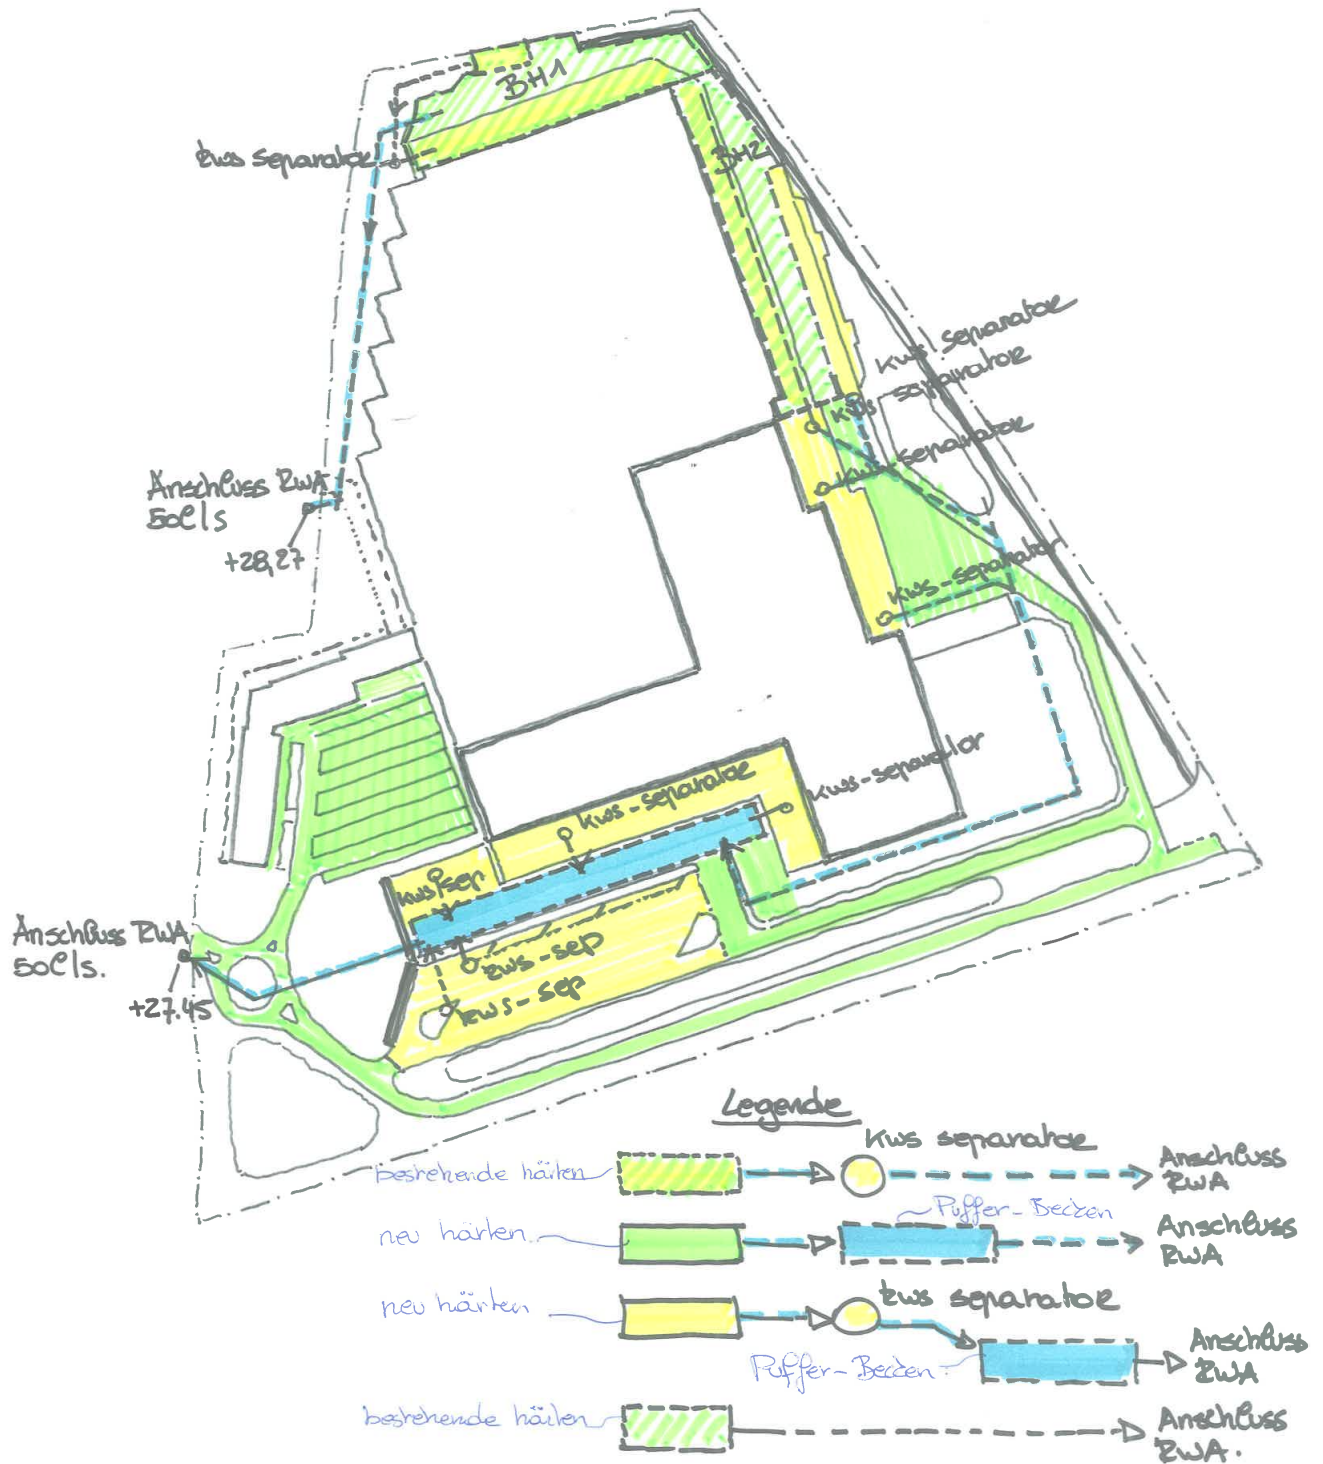 BH1
kws separator
BH2
kws separator
kws separator
kws-separator
Anschluss RWA
50l/s
+28,27
kws-separator
kws-separator
kws-separator
kws-sep
Anschluss RWA
50l/s.
+27.45
kws-sep
kws-sep
Legende
kws separator
bestehende härten
Anschluss
RWA
Puffer-Becken
neu härten
Anschluss
RWA
neu härten
kws separator
Puffer-Becken
Anschluss
RWA
bestehende härten
Anschluss
RWA.